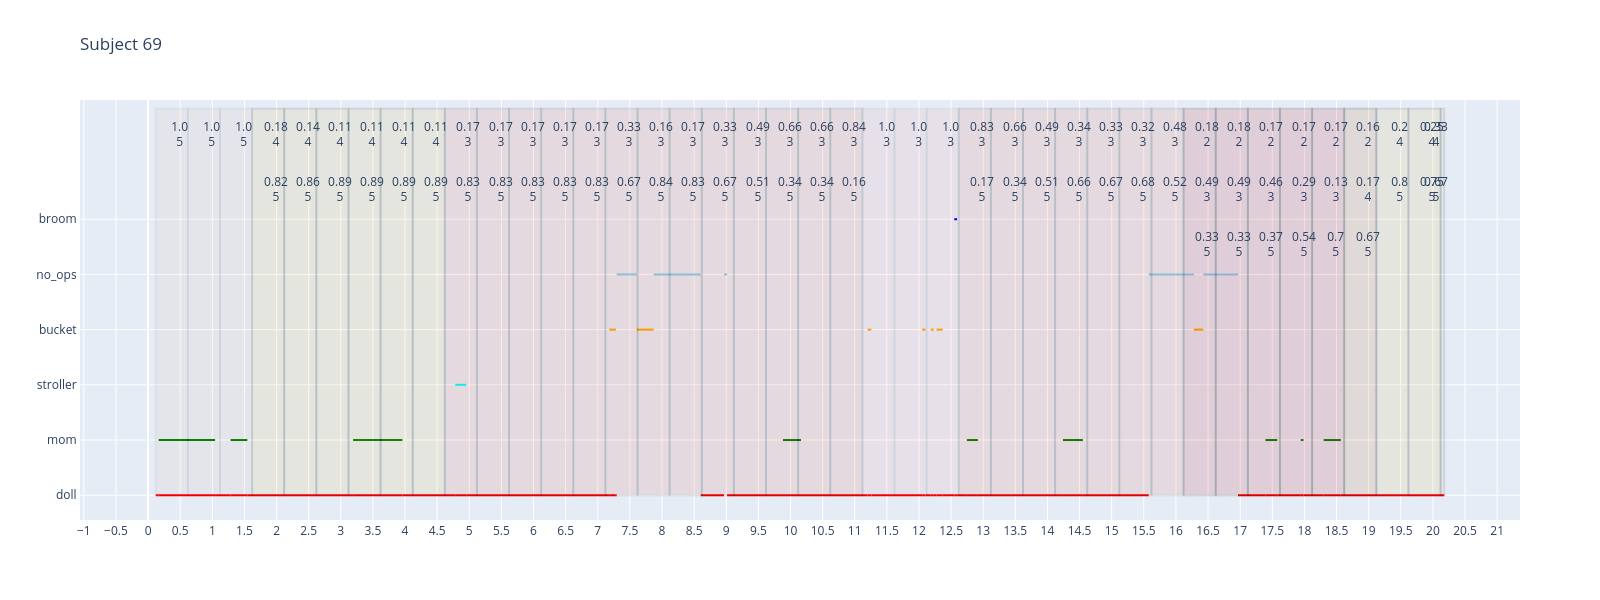 Subject 69
1.0 1.0 1.0 0.18 0.14 0.11 0.11 0.11 0.11 0.17 0.17 0.17 0.17 0.17 0.33 0.16 0.17 0.33 0.49 0.66 0.66 0.84 1.0 1.0 1.0 0.83 0.66 0.49 0.34 0.33 0.32 0.48 0.18 0.18 0.17 0.17 0.17 0.16 0.2
5 5 5 4 4 4 4 4 4 3 3 3 3 3 3 3 3 3 3 3 3 3 3 3 3 3 3 3 3 3 3 3 2 2 2 2 2 2 4 4 4
0.82 0.86 0.89 0.89 0.89 0.89 0.83 0.83 0.83 0.83 0.83 0.67 0.84 0.83 0.67 0.51 0.34 0.34 0.16 0.17 0.34 0.51 0.66 0.67 0.68 0.52 0.49 0.49 0.46 0.29 0.13 0.17 0.8
5 5 5 5 5 5 5 5 5 5 5 5 5 5 5 5 5 5 5 5 5 5 5 5 5 5 3 3 3 3 3 4 5 5 5
broom
0.33 0.33 0.37 0.54 0.7 0.67
5 5 5 5 5 5
no_ops
bucket
stroller
mom
doll
−1 −0.5 0 0.5 1 1.5 2 2.5 3 3.5 4 4.5 5 5.5 6 6.5 7 7.5 8 8.5 9 9.5 10 10.5 11 11.5 12 12.5 13 13.5 14 14.5 15 15.5 16 16.5 17 17.5 18 18.5 19 19.5 20 20.5 21